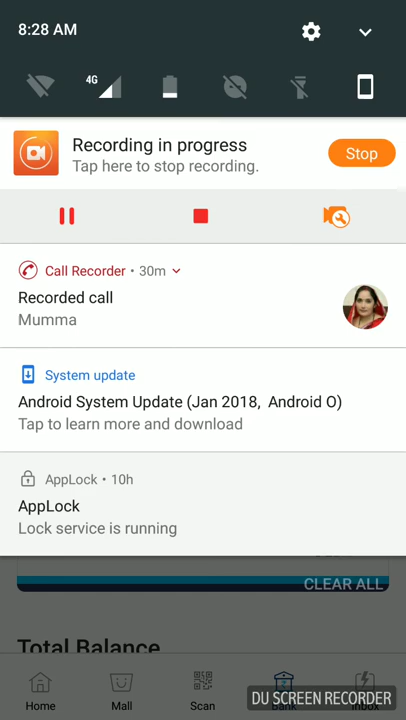 8:28 AM
4G
Recording in progress
Tap here to stop recording.
Stop
Call Recorder • 30m
Recorded call
Mumma
System update
Android System Update (Jan 2018, Android O)
Tap to learn more and download
AppLock • 10h
AppLock
Lock service is running
CLEAR ALL
Total Balance
Home
Mall
Scan
Bank
Inbox
DU SCREEN RECORDER